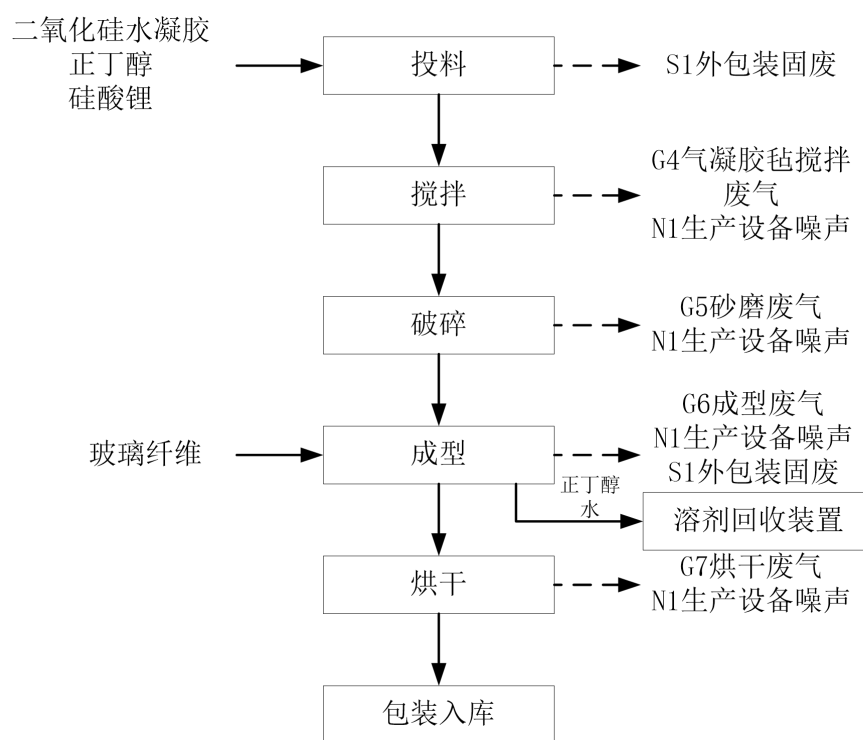 二氧化硅水凝胶
正丁醇
硅酸锂
投料
S1外包装固废
搅拌
G4气凝胶毡搅拌
废气
N1生产设备噪声
破碎
G5砂磨废气
N1生产设备噪声
玻璃纤维
成型
G6成型废气
N1生产设备噪声
S1外包装固废
正丁醇
水
溶剂回收装置
烘干
G7烘干废气
N1生产设备噪声
包装入库